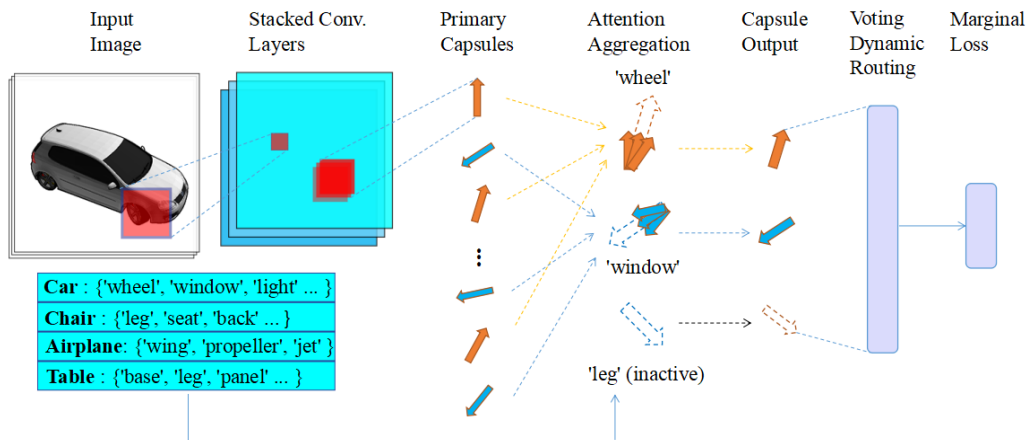 Input
Image
Stacked Conv.
Layers
Primary
Capsules
Attention
Aggregation
Capsule
Output
Voting
Dynamic
Routing
Marginal
Loss
'wheel'
'window'
'leg' (inactive)
Car : {'wheel', 'window', 'light' ... }
Chair : {'leg', 'seat', 'back' ... }
Airplane: {'wing', 'propeller', 'jet' }
Table : {'base', 'leg', 'panel' ... }